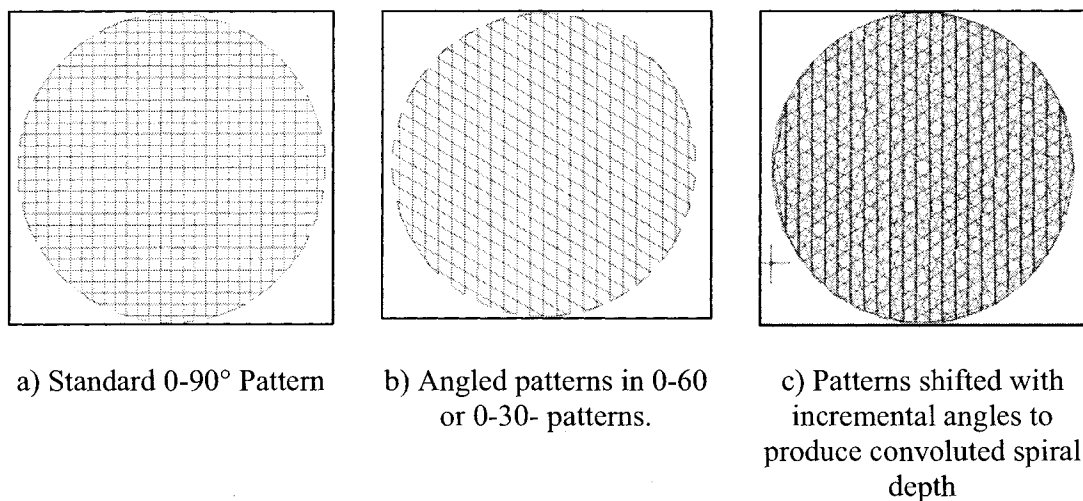 a) Standard 0-90° Pattern
b) Angled patterns in 0-60
or 0-30- patterns.
c) Patterns shifted with
incremental angles to
produce convoluted spiral
depth